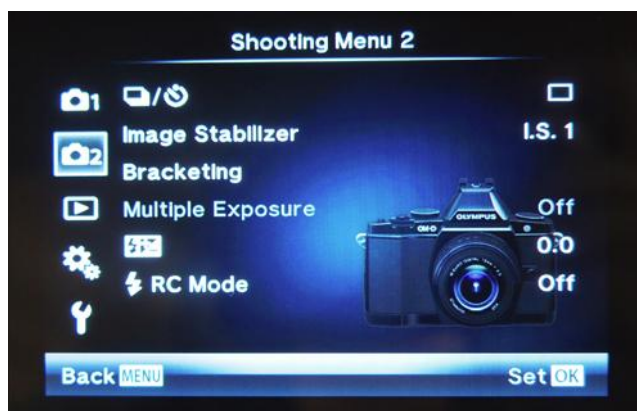 Shooting Menu 2
1
Image Stabilizer I.S. 1
2
Bracketing
Multiple Exposure Off
OLYMPUS
OM-D
0.0
RC Mode Off
Back MENU Set OK